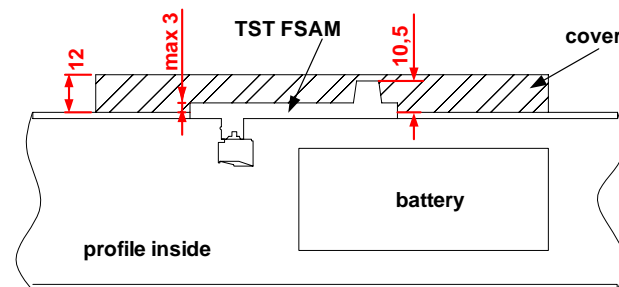 12
max 3
TST FSAM
10,5
cover
battery
profile inside